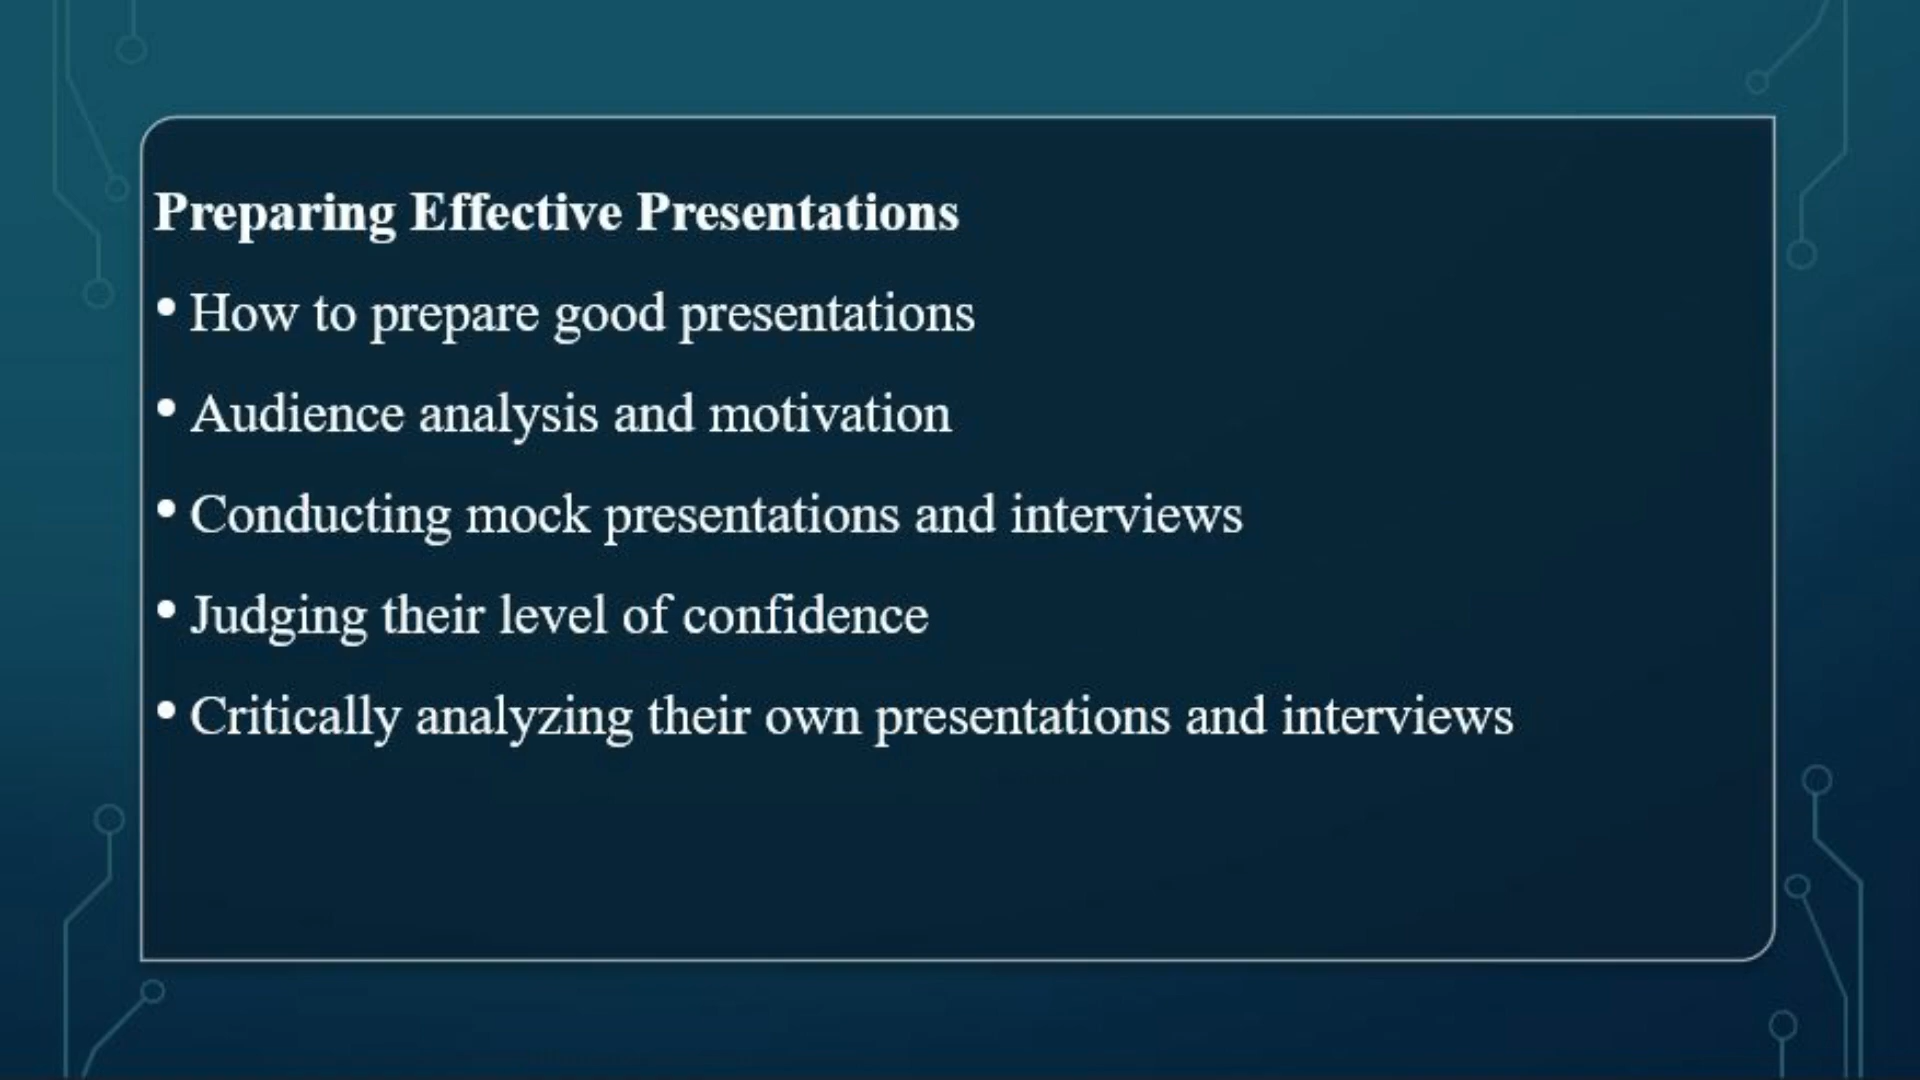 Preparing Effective Presentations
• How to prepare good presentations
• Audience analysis and motivation
• Conducting mock presentations and interviews
• Judging their level of confidence
• Critically analyzing their own presentations and interviews